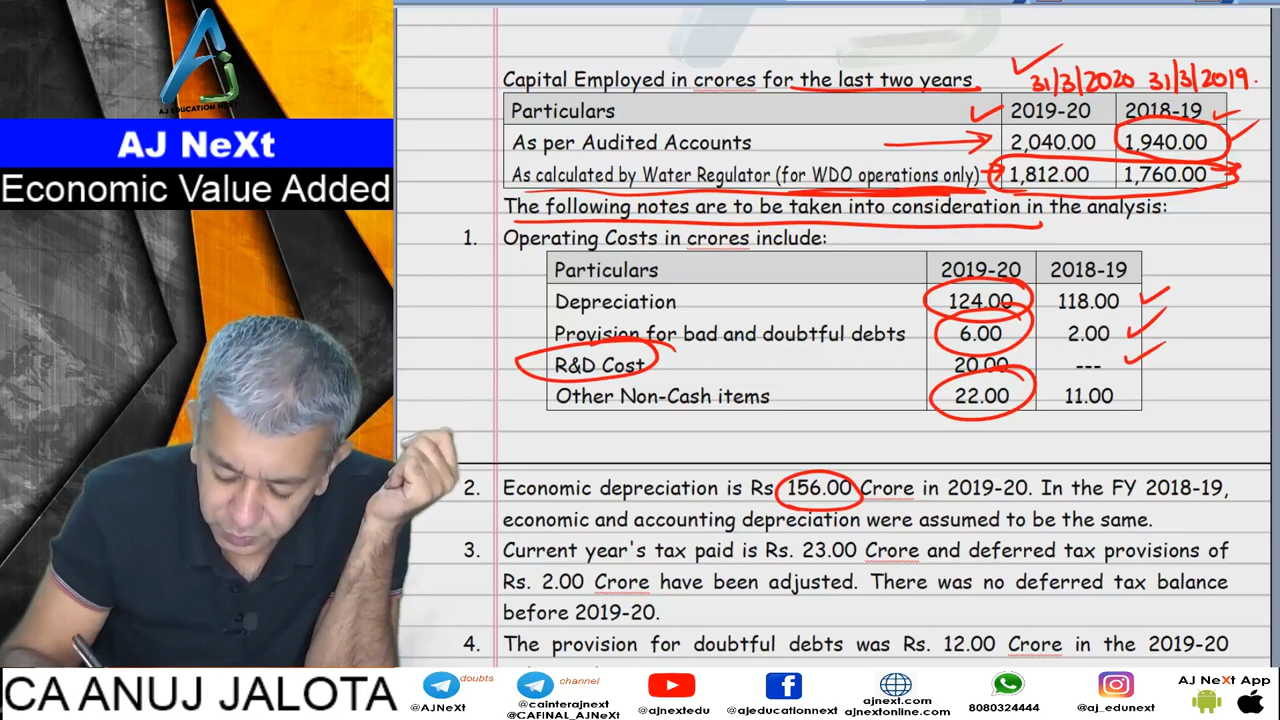 AJ EDUCATION NEXT
AJ NeXt
Economic Value Added
Capital Employed in crores for the last two years
31/3/2020 31/3/2019.
Particulars 2019-20 2018-19
As per Audited Accounts 2,040.00 1,940.00
As calculated by Water Regulator (for WDO operations only) 1,812.00 1,760.00
The following notes are to be taken into consideration in the analysis:
1. Operating Costs in crores include:
Particulars 2019-20 2018-19
Depreciation 124.00 118.00
Provision for bad and doubtful debts 6.00 2.00
R&D Cost 20.00 ---
Other Non-Cash items 22.00 11.00
2. Economic depreciation is Rs 156.00 Crore in 2019-20. In the FY 2018-19,
economic and accounting depreciation were assumed to be the same.
3. Current year's tax paid is Rs. 23.00 Crore and deferred tax provisions of
Rs. 2.00 Crore have been adjusted. There was no deferred tax balance
before 2019-20.
4. The provision for doubtful debts was Rs. 12.00 Crore in the 2019-20
CA ANUJ JALOTA
doubts
@AJNeXt
channel
@cainterajnext
@CAFINAL_AJNeXt
@ajnextedu
@ajeducationnext
ajnext.com
ajnextonline.com
8080324444
@aj_edunext
AJ NeXt App